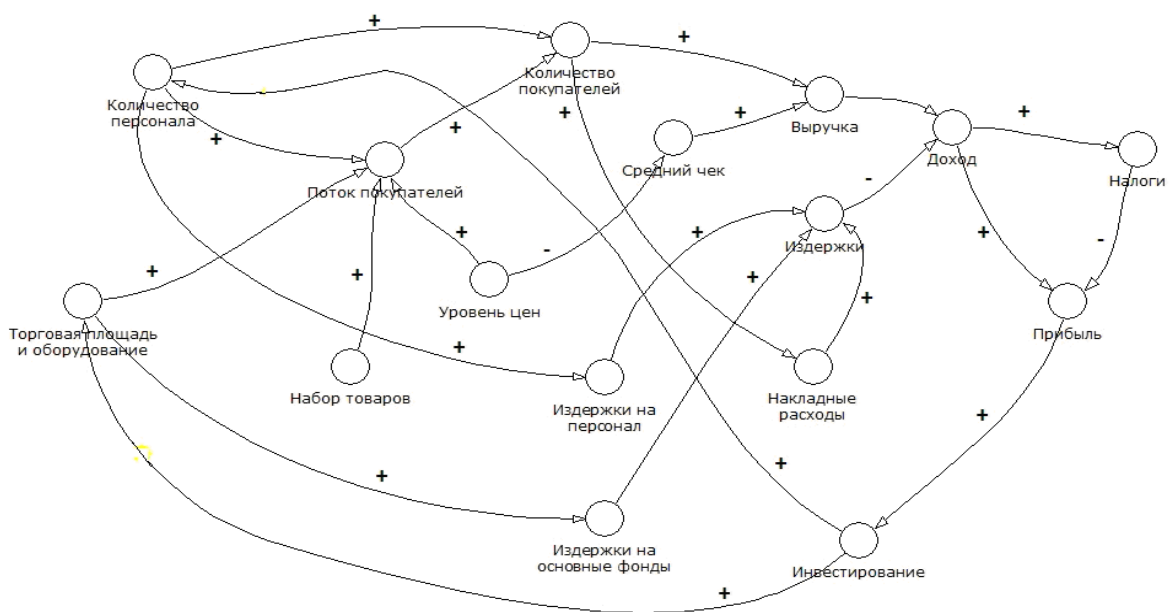 +
+
Количество
покупателей
Количество
персонала
+
+
+
+
Выручка
+
Доход
Налоги
+
Средний чек
Поток покупателей
-
+
-
+
Издержки
+
-
+
+
+
+
Уровень цен
+
Прибыль
Торговая площадь
и оборудование
+
Набор товаров
Издержки на
персонал
Накладные
расходы
+
+
+
Издержки на
основные фонды
Инвестирование
+